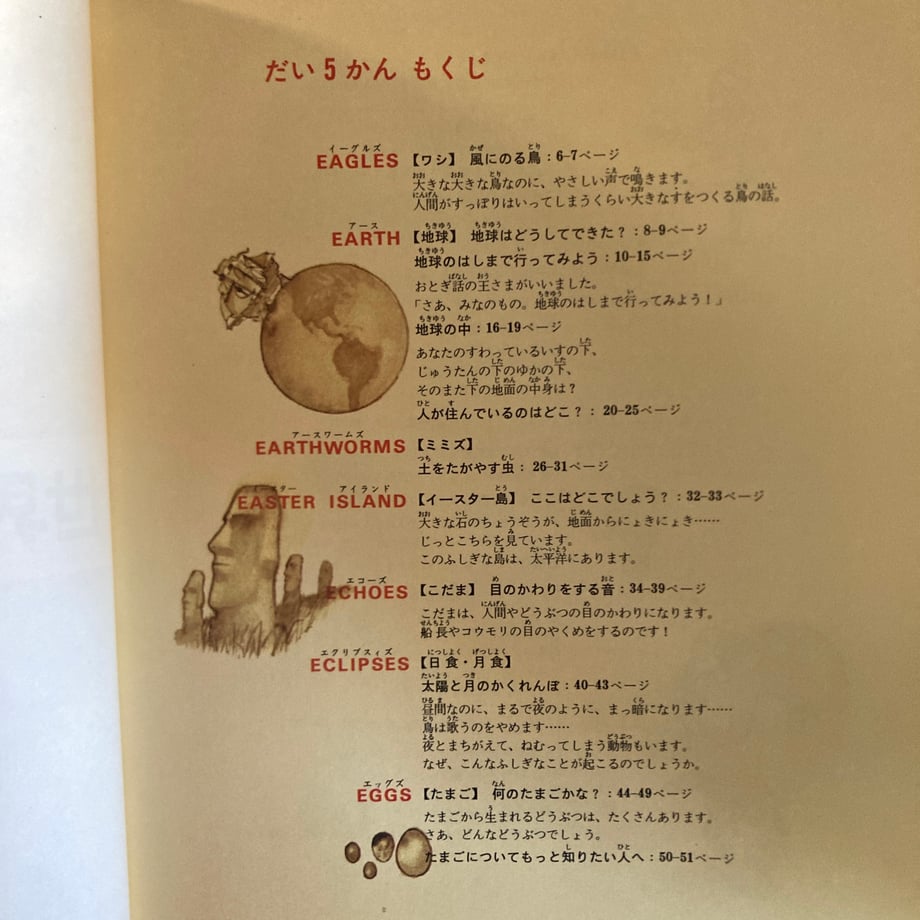 だい5かん もくじ
EAGLES【ワシ】 風にのる鳥：6–7ページ
大きな大きな鳥なのに、やさしい声で鳴きます。
人間がすっぽりはいってしまうくらい大きなすをつくる鳥の話。
EARTH【地球】 地球はどうしてできた？：8–9ページ
地球のはしまで行ってみよう：10–15ページ
おとぎ話の王さまがいいました。
「さあ、みなのもの。地球のはしまで行ってみよう！」
地球の中：16–19ページ
あなたのすわっているいすの下、
じゅうたんの下のゆかの下、
そのまた下の地面の中身は？
人が住んでいるのはどこ？：20–25ページ
EARTHWORMS【ミミズ】
土をたがやす虫：26–31ページ
EASTER ISLAND【イースター島】 ここはどこでしょう？：32–33ページ
大きな石のちょうぞうが、地面からにょきにょき……
じっとこちらを見ています。
このふしぎな島は、太平洋にあります。
ECHOES【こだま】 目のかわりをする音：34–39ページ
こだまは、人間やどうぶつの目のかわりになります。
船長やコウモリの目のやくめをするのです！
ECLIPSES【日食・月食】
太陽と月のかくれんぼ：40–43ページ
昼間なのに、まるで夜のように、まっ暗になります……
鳥は歌うのをやめます……
夜とまちがえて、ねむってしまう動物もいます。
なぜ、こんなふしぎなことが起こるのでしょうか。
EGGS【たまご】 何のたまごかな？：44–49ページ
たまごから生まれるどうぶつは、たくさんあります。
さあ、どんなどうぶつでしょう。
たまごについてもっと知りたい人へ：50–51ページ